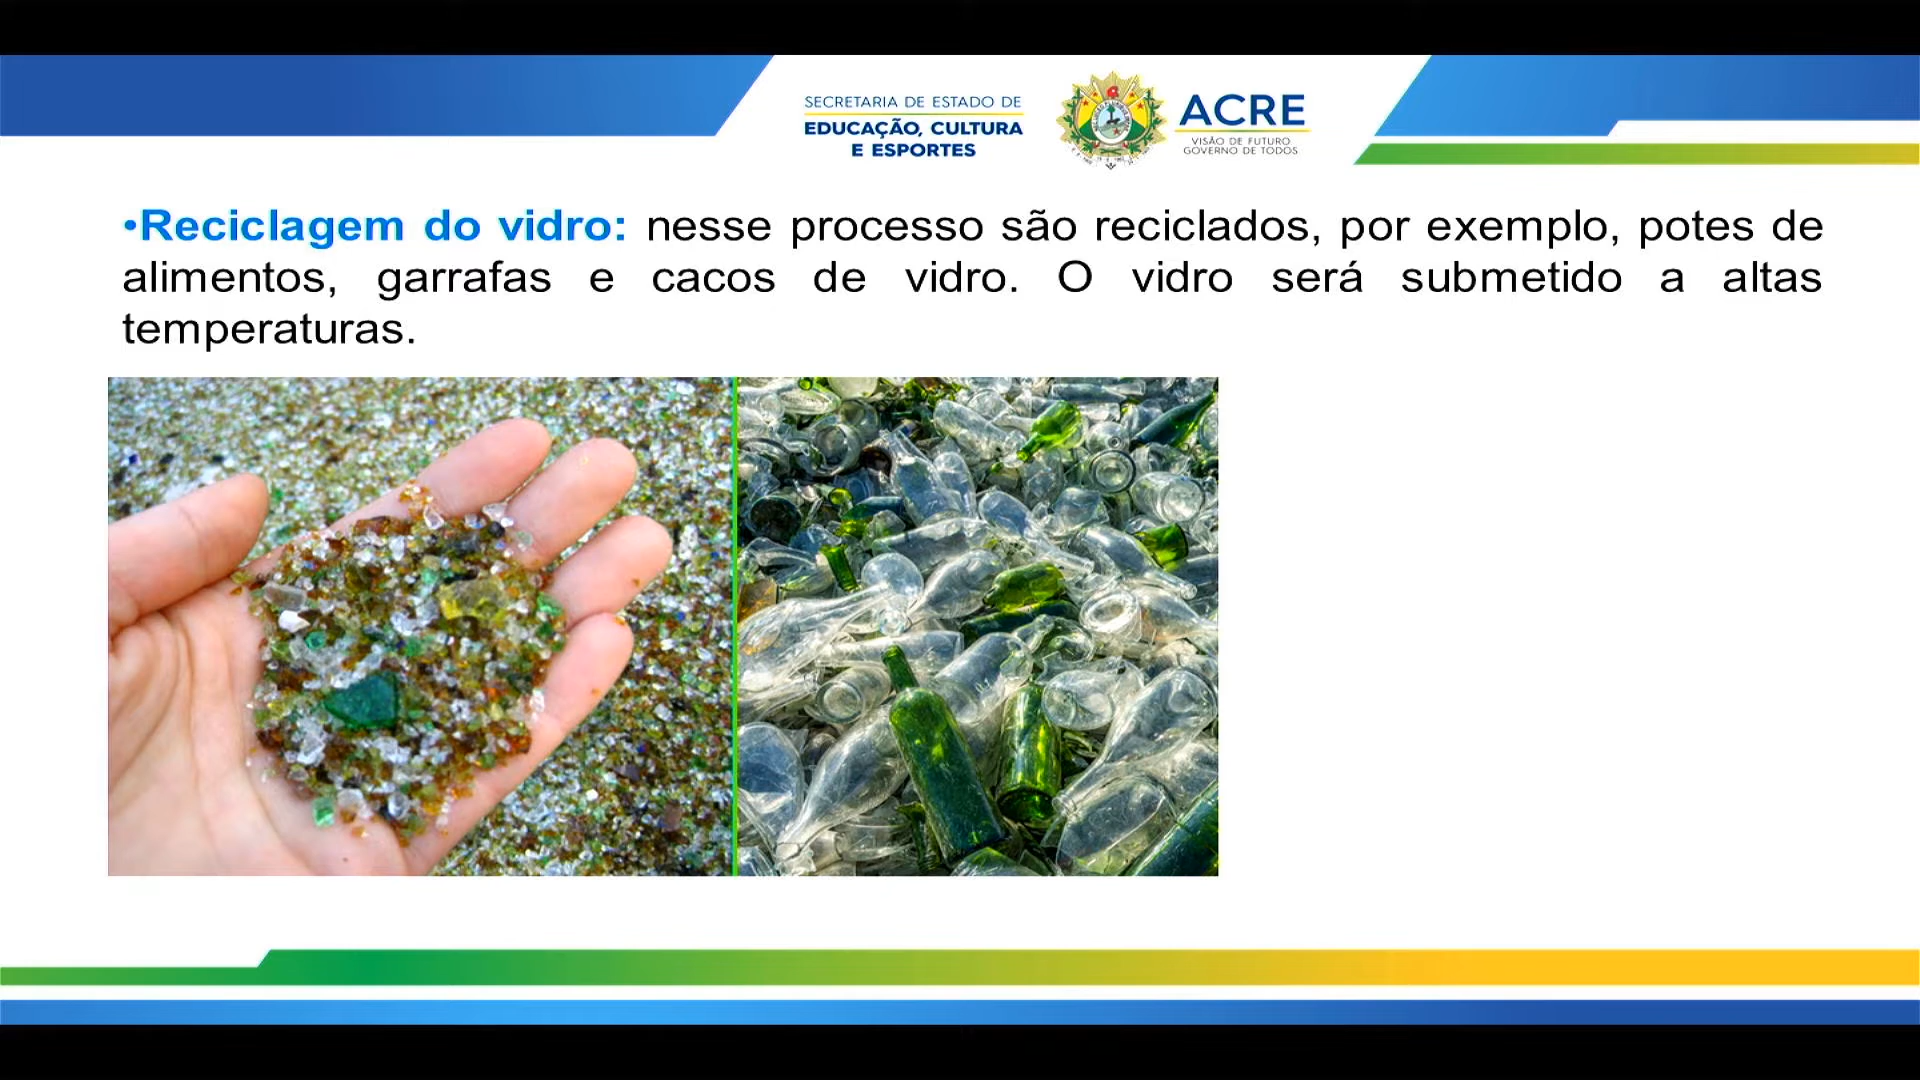 SECRETARIA DE ESTADO DE
EDUCAÇÃO, CULTURA
E ESPORTES
ACRE
VISÃO DE FUTURO
GOVERNO DE TODOS
•Reciclagem do vidro: nesse processo são reciclados, por exemplo, potes de
alimentos, garrafas e cacos de vidro. O vidro será submetido a altas
temperaturas.